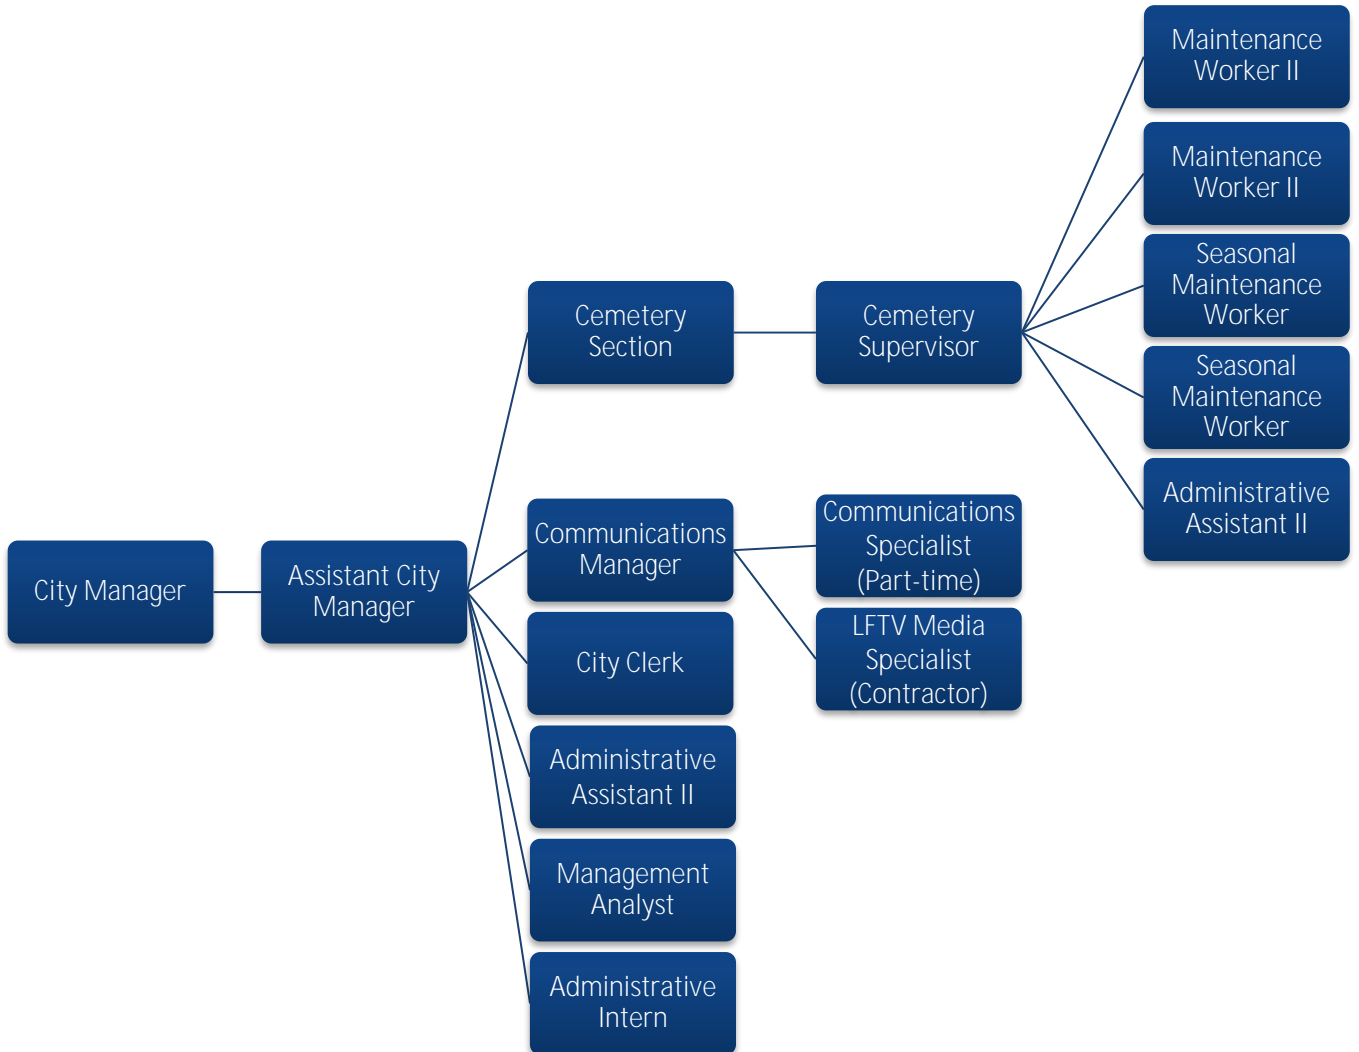 Maintenance
Worker II
Maintenance
Worker II
Seasonal
Maintenance
Worker
Cemetery
Section
Cemetery
Supervisor
Seasonal
Maintenance
Worker
Administrative
Assistant II
Communications
Manager
Communications
Specialist
(Part-time)
City Manager
Assistant City
Manager
LFTV Media
Specialist
(Contractor)
City Clerk
Administrative
Assistant II
Management
Analyst
Administrative
Intern